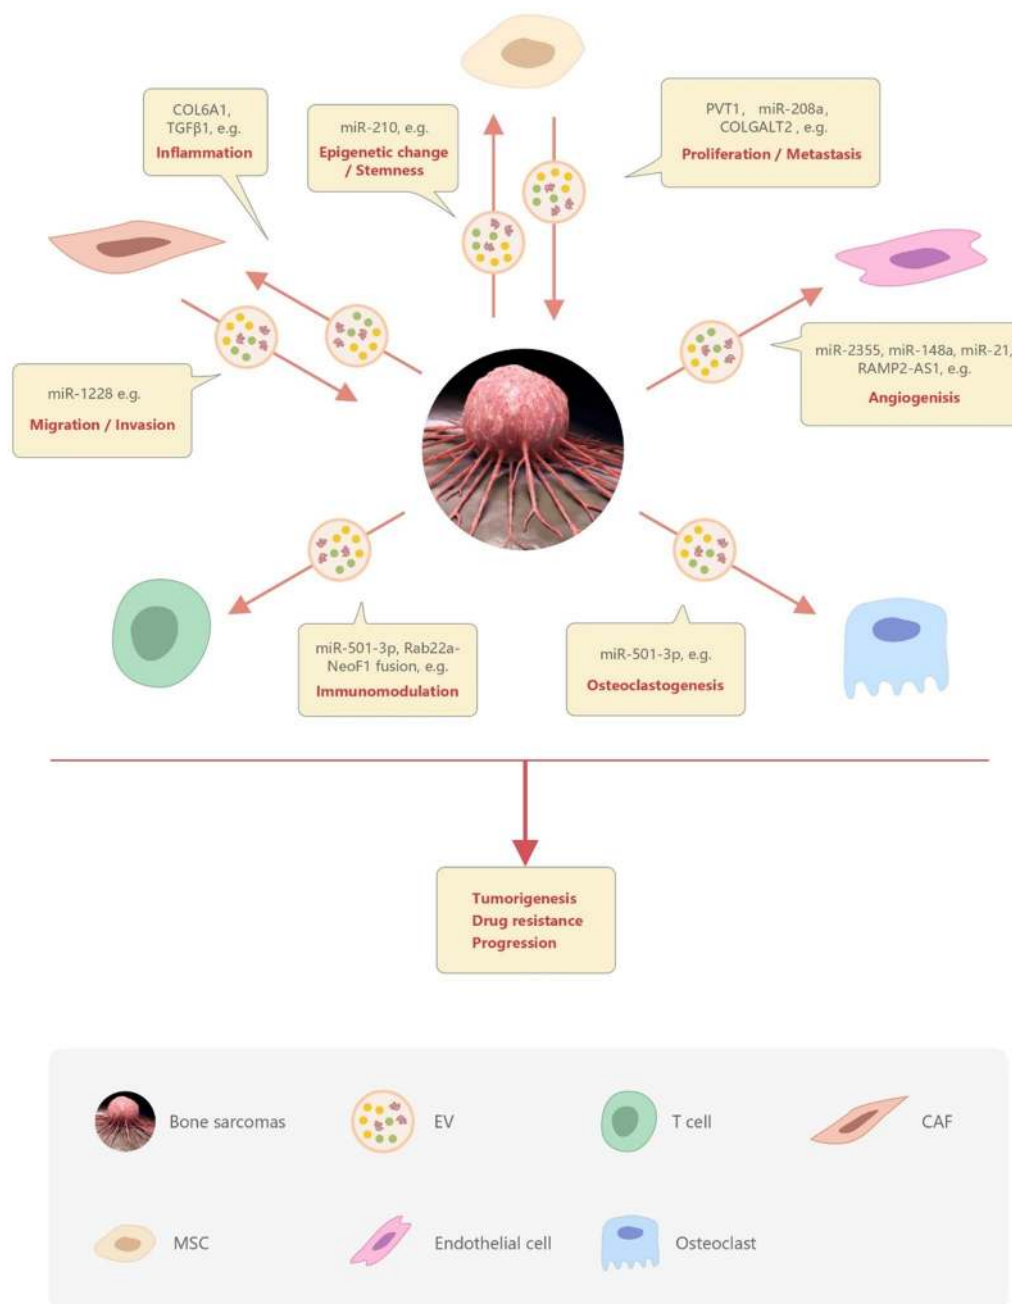 COL6A1,
TGFβ1, e.g.
Inflammation
miR-210, e.g.
Epigenetic change
/ Stemness
PVT1, miR-208a,
COLGALT2 , e.g.
Proliferation / Metastasis
miR-1228 e.g.
Migration / Invasion
miR-2355, miR-148a, miR-21,
RAMP2-AS1, e.g.
Angiogenisis
miR-501-3p, Rab22a-
NeoF1 fusion, e.g.
Immunomodulation
miR-501-3p, e.g.
Osteoclastogenesis
Tumorigenesis
Drug resistance
Progression
Bone sarcomas
EV
T cell
CAF
MSC
Endothelial cell
Osteoclast